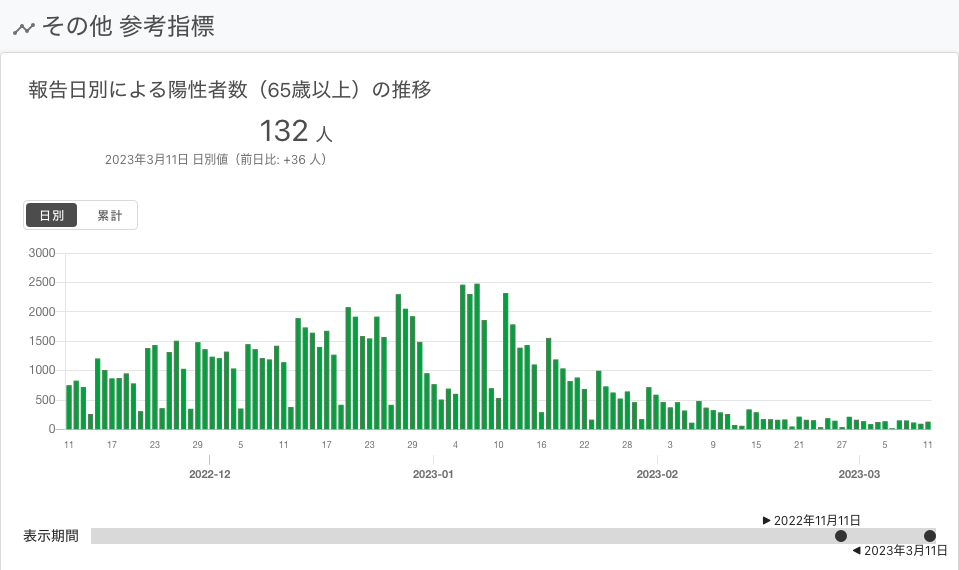 その他 参考指標
報告日別による陽性者数（65歳以上）の推移
132 人
2023年3月11日 日別値（前日比: +36 人）
日別 累計
3000
2500
2000
1500
1000
500
0
11 17 23 29 5 11 17 23 29 4 10 16 22 28 3 9 15 21 27 5 11
2022-12 2023-01 2023-02 2023-03
▶ 2022年11月11日
表示期間
◀ 2023年3月11日